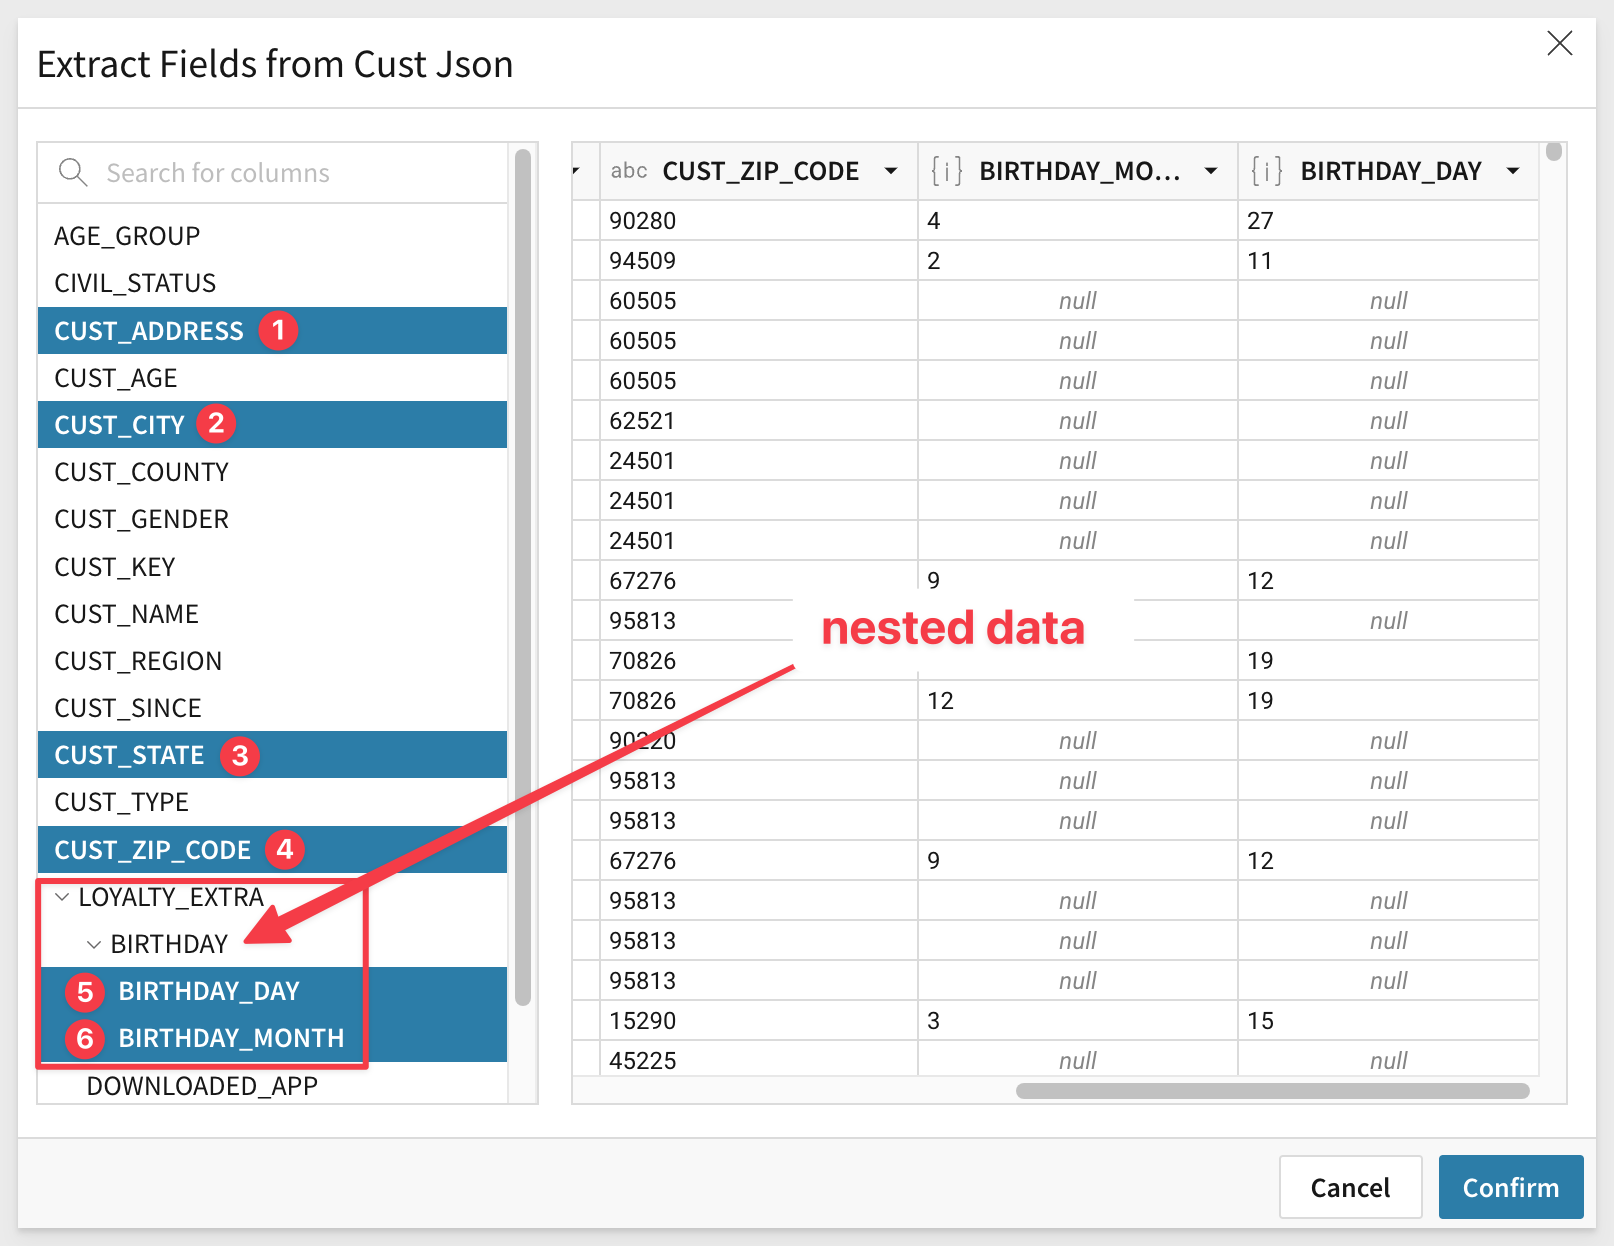 Extract Fields from Cust Json
Search for columns
AGE_GROUP
CIVIL_STATUS
CUST_ADDRESS 1
CUST_AGE
CUST_CITY 2
CUST_COUNTY
CUST_GENDER
CUST_KEY
CUST_NAME
CUST_REGION
CUST_SINCE
CUST_STATE 3
CUST_TYPE
CUST_ZIP_CODE 4
LOYALTY_EXTRA
BIRTHDAY
5 BIRTHDAY_DAY
6 BIRTHDAY_MONTH
DOWNLOADED_APP
abc CUST_ZIP_CODE {i} BIRTHDAY_MO... {i} BIRTHDAY_DAY
90280 4 27
94509 2 11
60505 null null
60505 null null
60505 null null
62521 null null
24501 null null
24501 null null
24501 null null
67276 9 12
95813 null
nested data
70826 19
70826 12 19
90220 null null
95813 null null
95813 null null
67276 9 12
95813 null null
95813 null null
95813 null null
15290 3 15
45225 null null
Cancel
Confirm